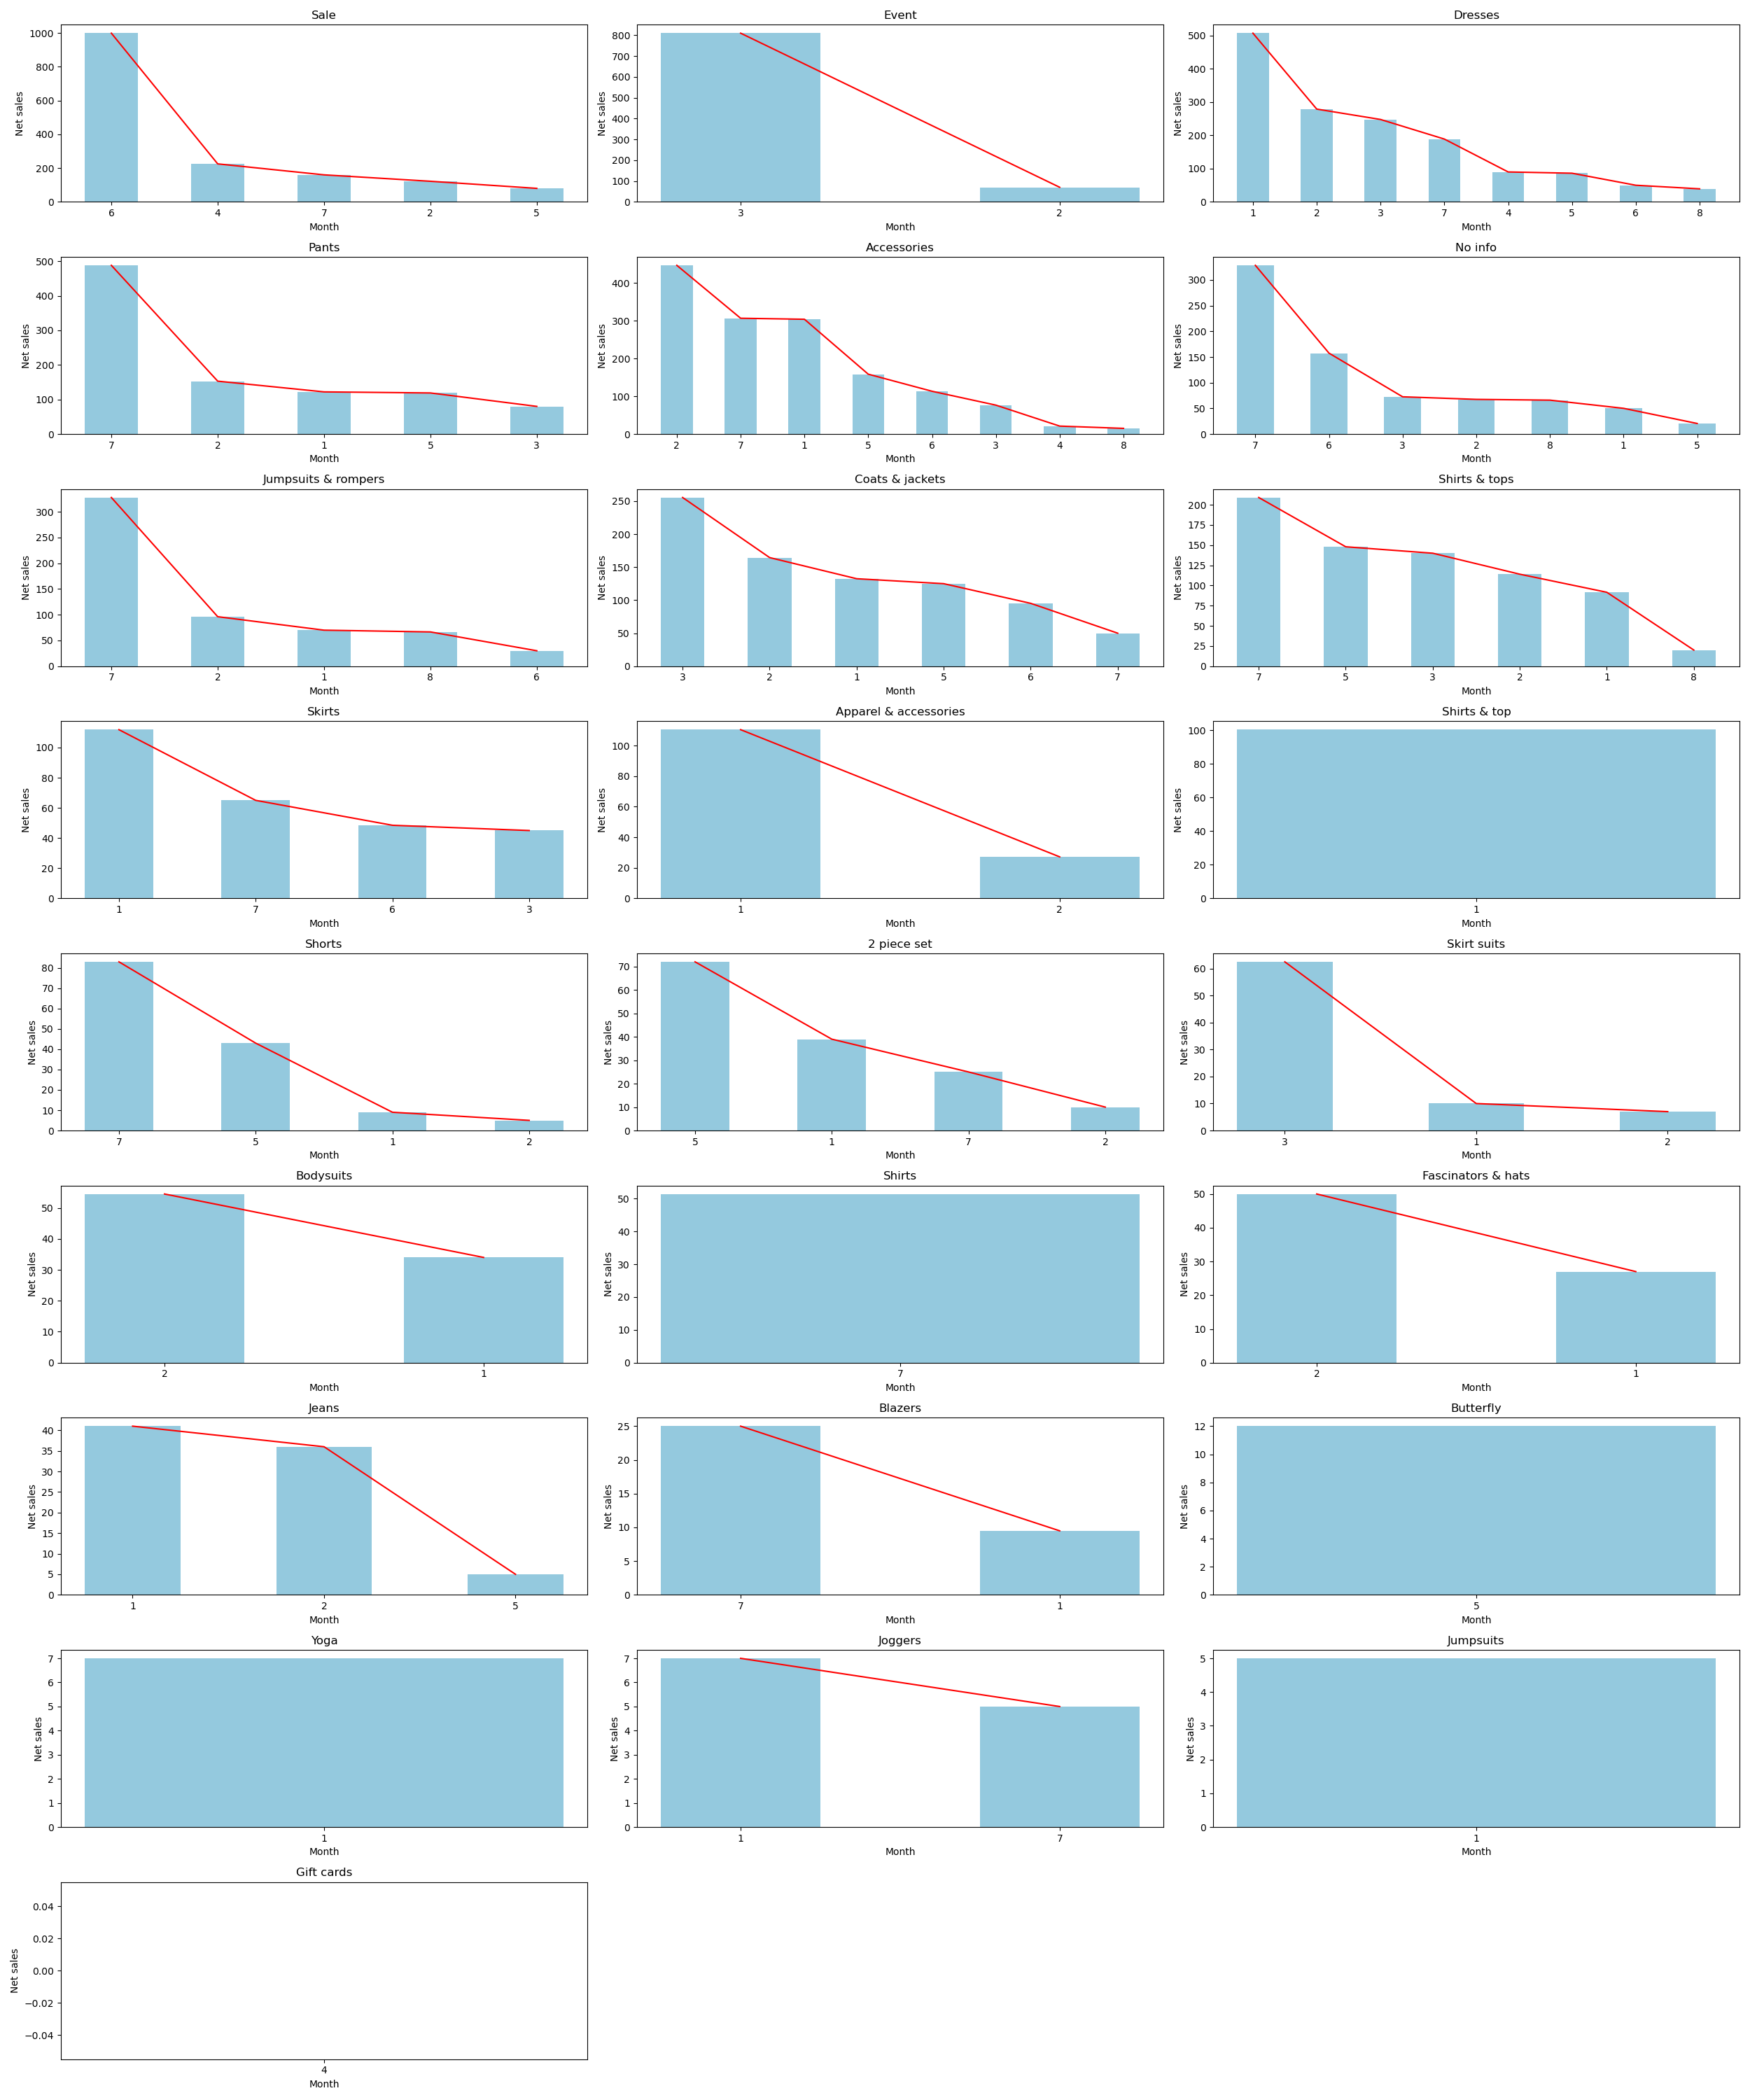 Sale
Net sales
1000
800
600
400
200
0
6 4 7 2 5
Month
Event
Net sales
800
700
600
500
400
300
200
100
0
3 2
Month
Dresses
Net sales
500
400
300
200
100
0
1 2 3 7 4 5 6 8
Month
Pants
Net sales
500
400
300
200
100
0
7 2 1 5 3
Month
Accessories
Net sales
400
300
200
100
0
2 7 1 5 6 3 4 8
Month
No info
Net sales
300
250
200
150
100
50
0
7 6 3 2 8 1 5
Month
Jumpsuits & rompers
Net sales
300
250
200
150
100
50
0
7 2 1 8 6
Month
Coats & jackets
Net sales
250
200
150
100
50
0
3 2 1 5 6 7
Month
Shirts & tops
Net sales
200
175
150
125
100
75
50
25
0
7 5 3 2 1 8
Month
Skirts
Net sales
100
80
60
40
20
0
1 7 6 3
Month
Apparel & accessories
Net sales
100
80
60
40
20
0
1 2
Month
Shirts & top
Net sales
100
80
60
40
20
0
1
Month
Shorts
Net sales
80
70
60
50
40
30
20
10
0
7 5 1 2
Month
2 piece set
Net sales
70
60
50
40
30
20
10
0
5 1 7 2
Month
Skirt suits
Net sales
60
50
40
30
20
10
0
3 1 2
Month
Bodysuits
Net sales
50
40
30
20
10
0
2 1
Month
Shirts
Net sales
50
40
30
20
10
0
7
Month
Fascinators & hats
Net sales
50
40
30
20
10
0
2 1
Month
Jeans
Net sales
40
35
30
25
20
15
10
5
0
1 2 5
Month
Blazers
Net sales
25
20
15
10
5
0
7 1
Month
Butterfly
Net sales
12
10
8
6
4
2
0
5
Month
Yoga
Net sales
7
6
5
4
3
2
1
0
1
Month
Joggers
Net sales
7
6
5
4
3
2
1
0
1 7
Month
Jumpsuits
Net sales
5
4
3
2
1
0
1
Month
Gift cards
Net sales
0.04
0.02
0.00
−0.02
−0.04
4
Month